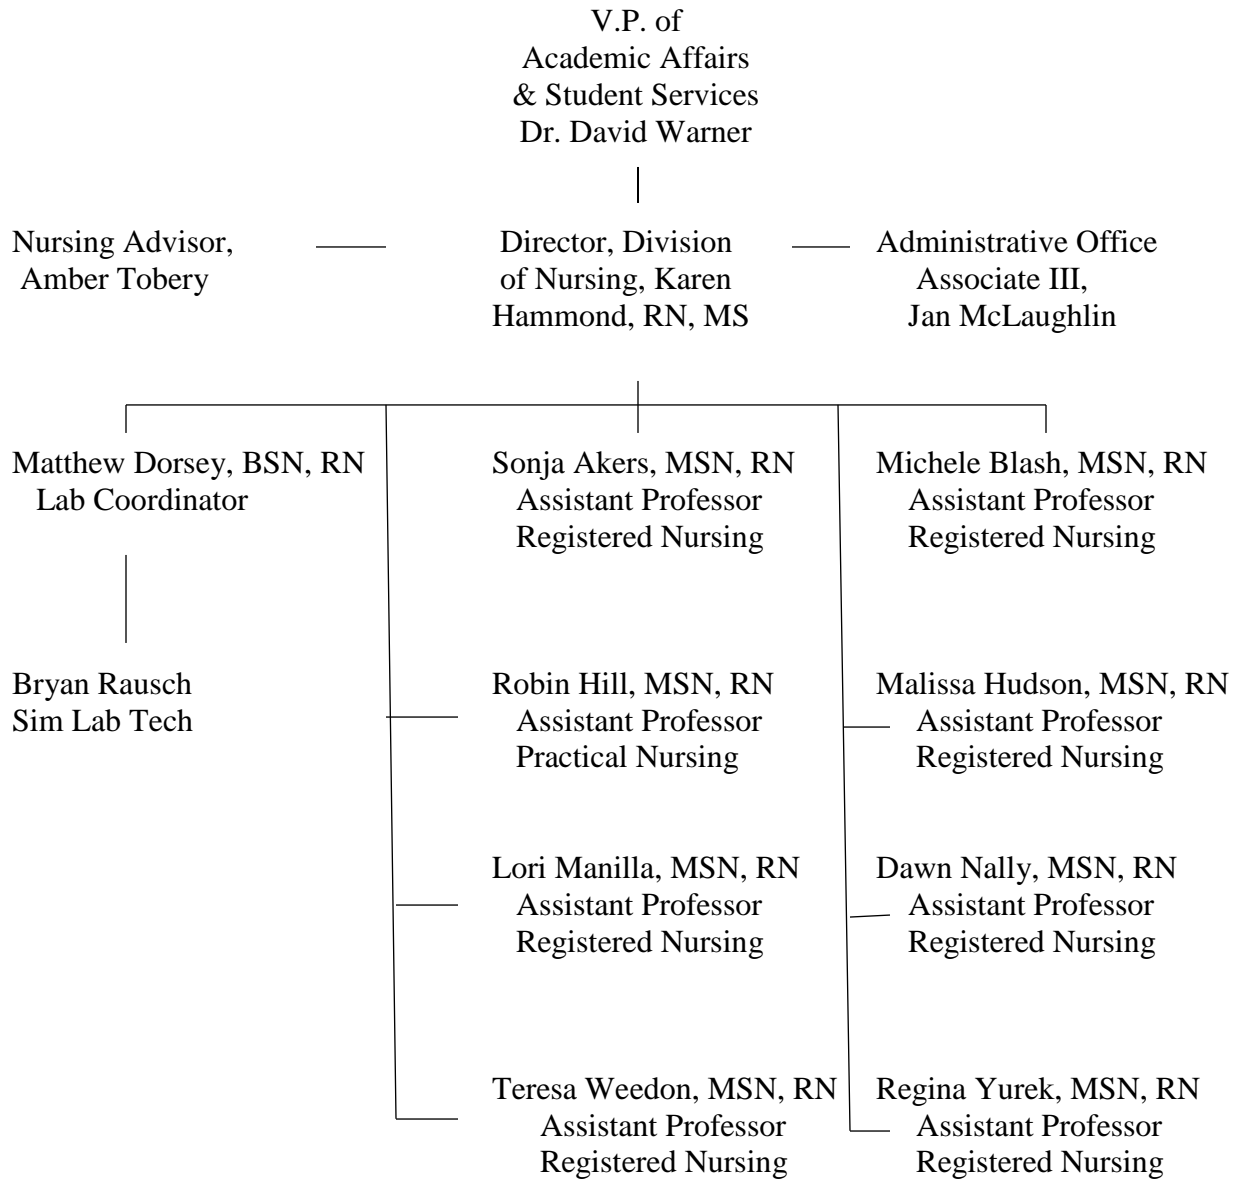 V.P. of
Academic Affairs
& Student Services
Dr. David Warner
Nursing Advisor,
Amber Tobery
Director, Division
of Nursing, Karen
Hammond, RN, MS
Administrative Office
Associate III,
Jan McLaughlin
Matthew Dorsey, BSN, RN
Lab Coordinator
Sonja Akers, MSN, RN
Assistant Professor
Registered Nursing
Michele Blash, MSN, RN
Assistant Professor
Registered Nursing
Bryan Rausch
Sim Lab Tech
Robin Hill, MSN, RN
Assistant Professor
Practical Nursing
Malissa Hudson, MSN, RN
Assistant Professor
Registered Nursing
Lori Manilla, MSN, RN
Assistant Professor
Registered Nursing
Dawn Nally, MSN, RN
Assistant Professor
Registered Nursing
Teresa Weedon, MSN, RN
Assistant Professor
Registered Nursing
Regina Yurek, MSN, RN
Assistant Professor
Registered Nursing